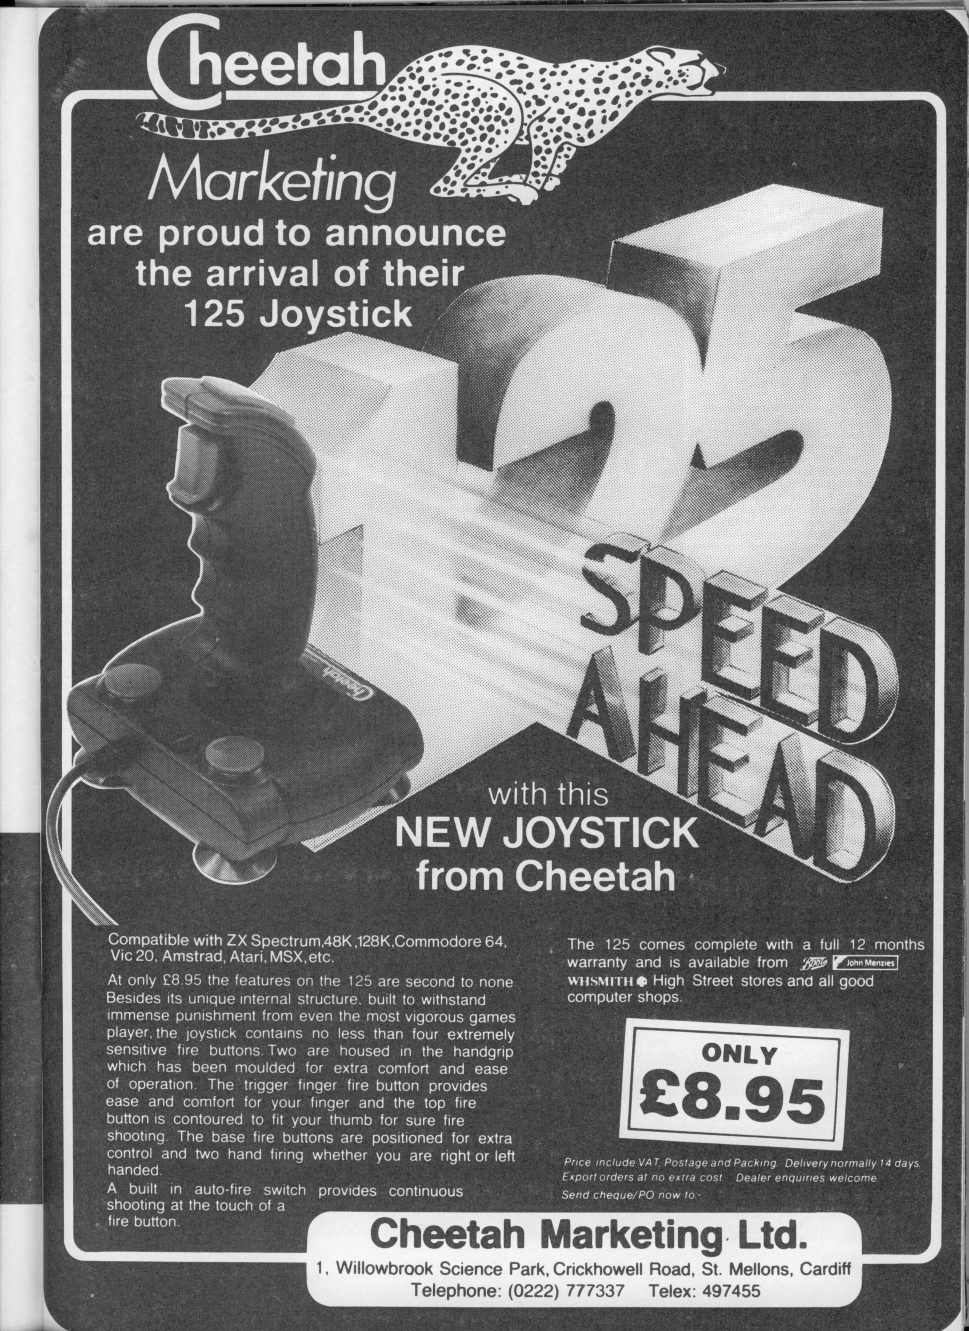 Cheetah
Marketing
are proud to announce
the arrival of their
125 Joystick
125
SPEED
AHEAD
Cheetah
with this
NEW JOYSTICK
from Cheetah
Compatible with ZX Spectrum,48K,128K,Commodore 64,
Vic 20, Amstrad, Atari, MSX, etc.
At only £8.95 the features on the 125 are second to none
Besides its unique internal structure, built to withstand
immense punishment from even the most vigorous games
player, the joystick contains no less than four extremely
sensitive fire buttons. Two are housed in the handgrip
which has been moulded for extra comfort and ease
of operation. The trigger finger fire button provides
ease and comfort for your finger and the top fire
button is contoured to fit your thumb for sure fire
shooting. The base fire buttons are positioned for extra
control and two hand firing whether you are right or left
handed.
A built in auto-fire switch provides continuous
shooting at the touch of a
fire button.
The 125 comes complete with a full 12 months
warranty and is available from Boots John Menzies
WHSMITH High Street stores and all good
computer shops.
ONLY
£8.95
Price include VAT, Postage and Packing. Delivery normally 14 days.
Export orders at no extra cost. Dealer enquiries welcome
Send cheque/PO now to:-
Cheetah Marketing Ltd.
1, Willowbrook Science Park, Crickhowell Road, St. Mellons, Cardiff
Telephone: (0222) 777337 Telex: 497455